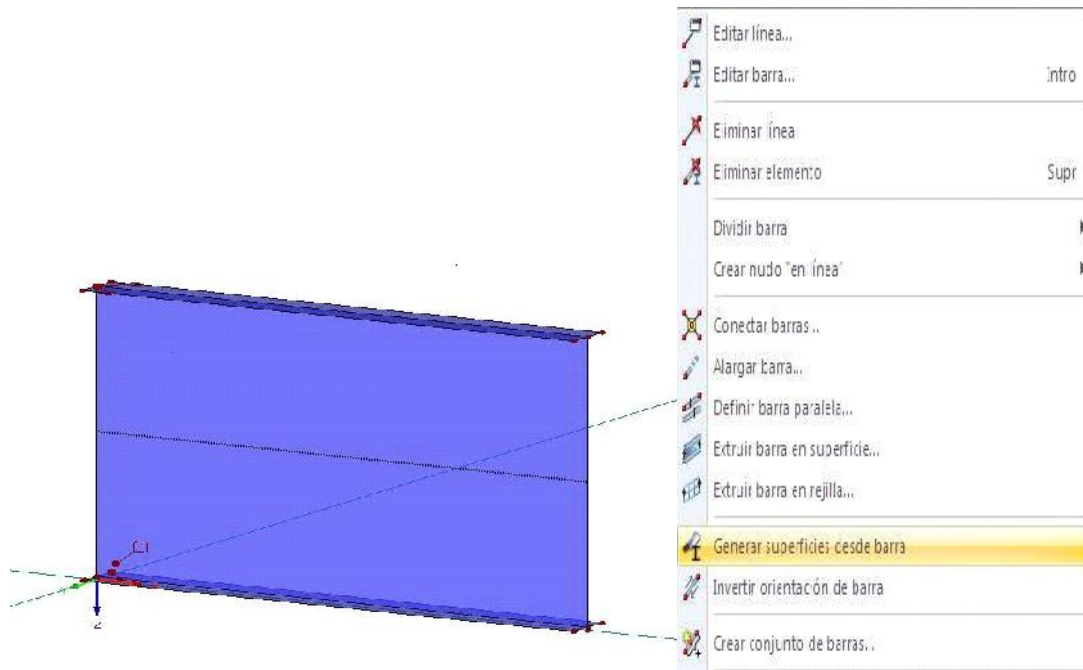 Editar línea...
Editar barra... Intro
Eliminar línea
Eliminar elemento Supr
Dividir barra
Crear nudo "en línea"
Conectar barras...
Alargar barra...
Definir barra paralela...
Extruir barra en superficie...
Extruir barra en rejilla...
Generar superficies desde barra
Invertir orientación de barra
Crear conjunto de barras...